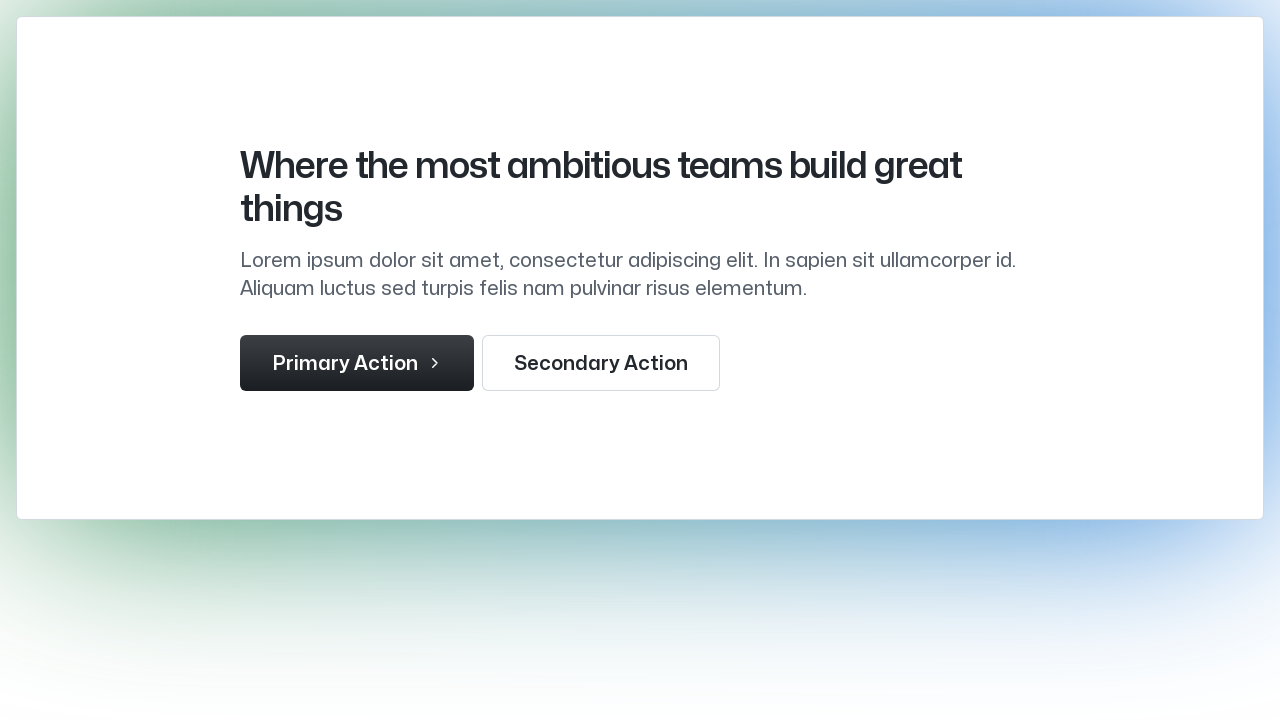 Where the most ambitious teams build great
things
Lorem ipsum dolor sit amet, consectetur adipiscing elit. In sapien sit ullamcorper id.
Aliquam luctus sed turpis felis nam pulvinar risus elementum.
Primary Action
Secondary Action